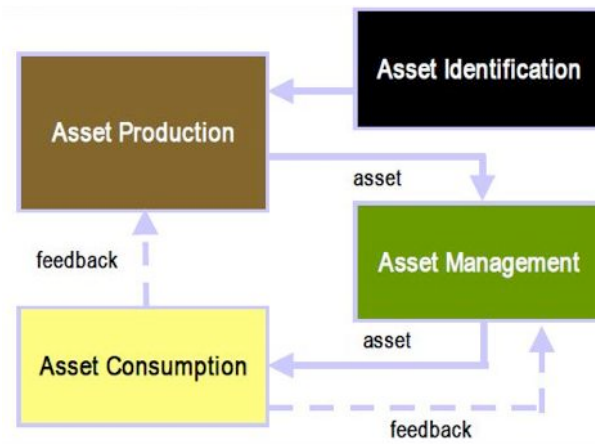 Asset Identification
Asset Production
asset
Asset Management
feedback
asset
Asset Consumption
feedback